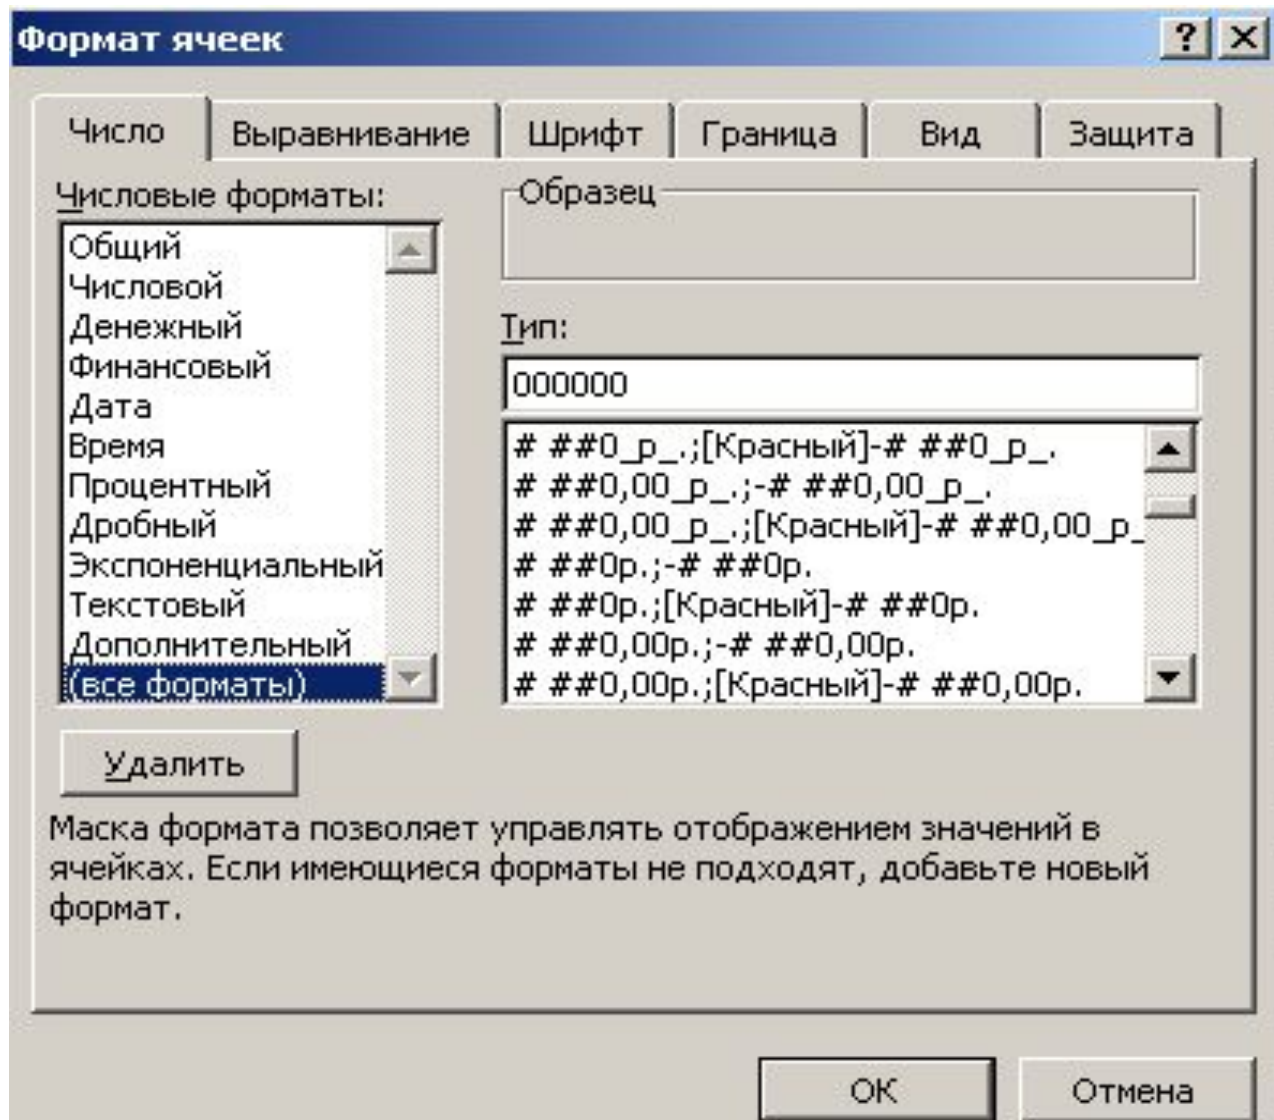 Формат ячеек
Число Выравнивание Шрифт Граница Вид Защита
Числовые форматы:
Общий
Числовой
Денежный
Финансовый
Дата
Время
Процентный
Дробный
Экспоненциальный
Текстовый
Дополнительный
(все форматы)
Образец
Тип:
000000
# ##0_р_.;[Красный]-# ##0_р_.
# ##0,00_р_.;-# ##0,00_р_.
# ##0,00_р_.;[Красный]-# ##0,00_р_
# ##0р.;-# ##0р.
# ##0р.;[Красный]-# ##0р.
# ##0,00р.;-# ##0,00р.
# ##0,00р.;[Красный]-# ##0,00р.
Удалить
Маска формата позволяет управлять отображением значений в
ячейках. Если имеющиеся форматы не подходят, добавьте новый
формат.
ОК Отмена